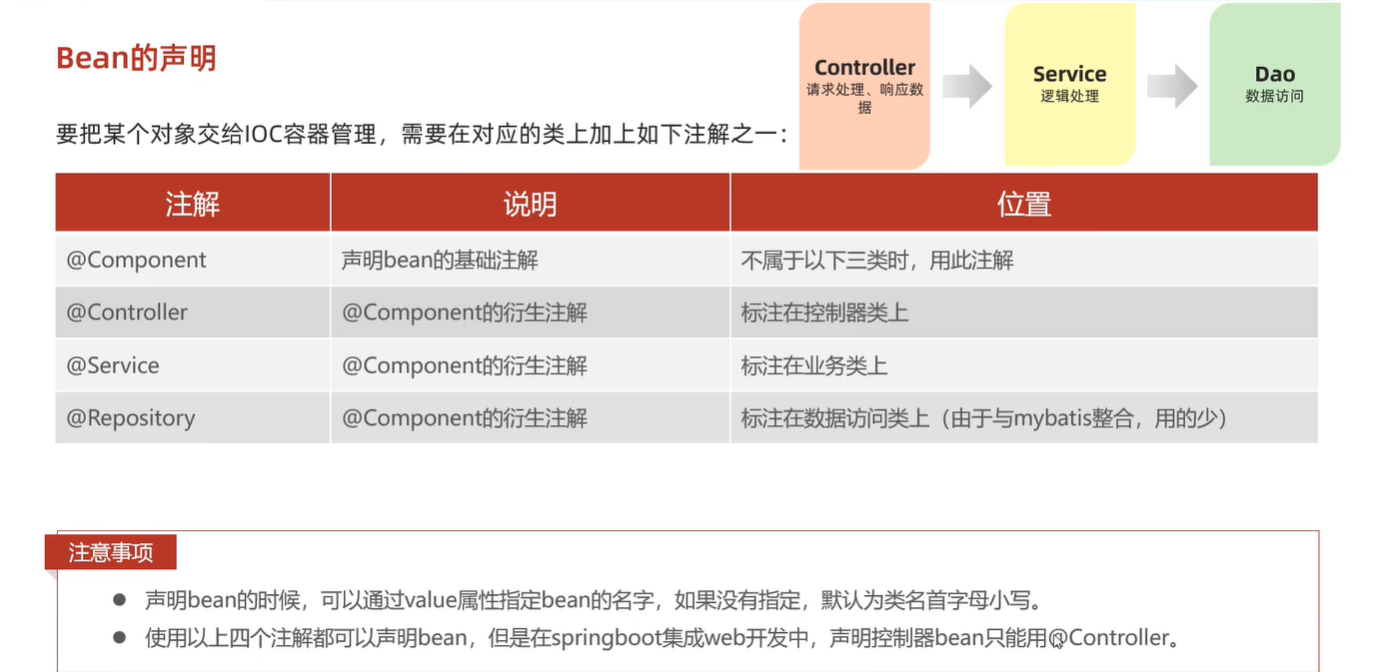 Bean的声明
Controller
请求处理、响应数
据
Service
逻辑处理
Dao
数据访问
要把某个对象交给IOC容器管理，需要在对应的类上加上如下注解之一：
注解 说明 位置
@Component 声明bean的基础注解 不属于以下三类时，用此注解
@Controller @Component的衍生注解 标注在控制器类上
@Service @Component的衍生注解 标注在业务类上
@Repository @Component的衍生注解 标注在数据访问类上（由于与mybatis整合，用的少）
注意事项
● 声明bean的时候，可以通过value属性指定bean的名字，如果没有指定，默认为类名首字母小写。
● 使用以上四个注解都可以声明bean，但是在springboot集成web开发中，声明控制器bean只能用@Controller。